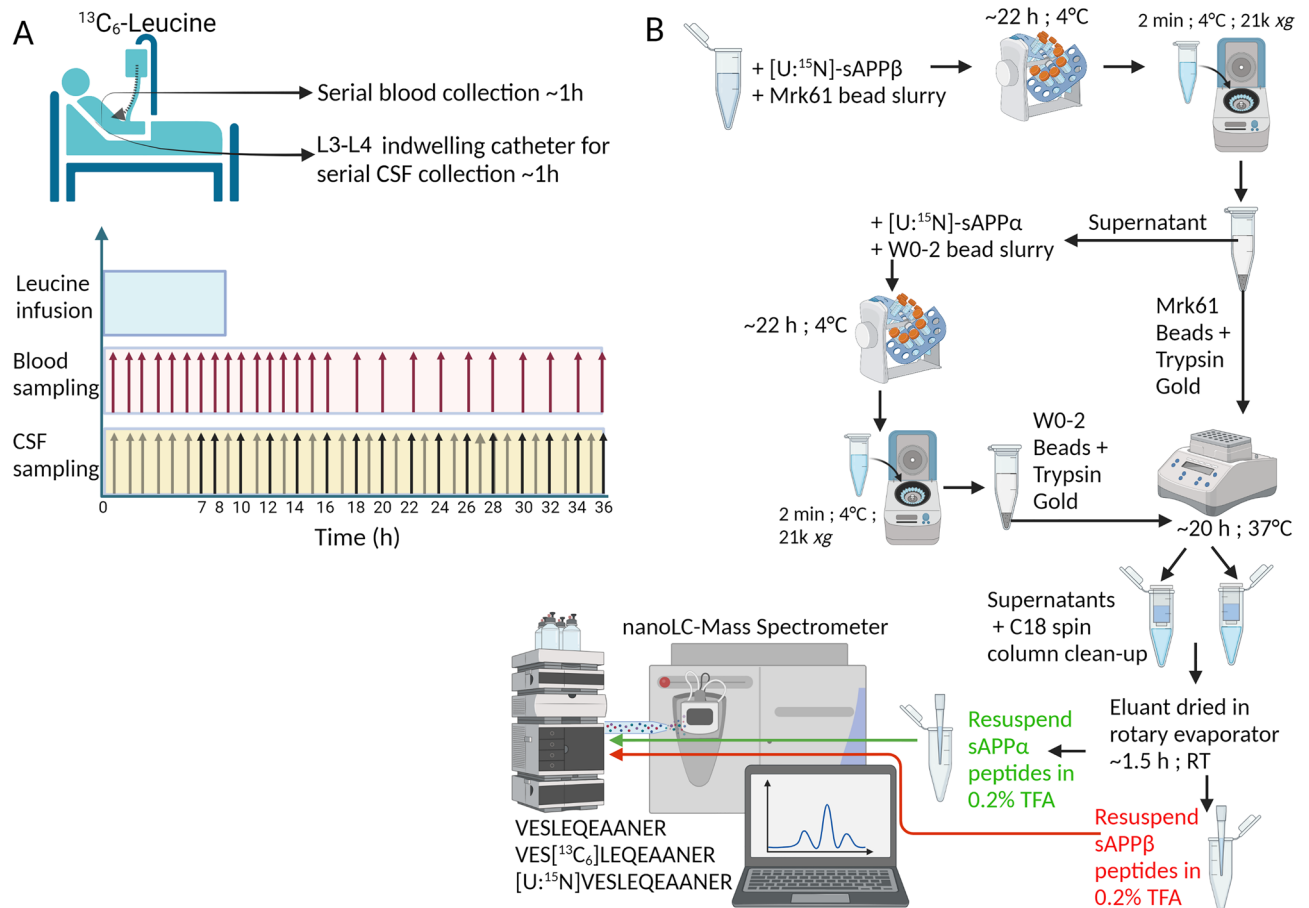 A
¹³C₆-Leucine
Serial blood collection ~1h
L3-L4 indwelling catheter for
serial CSF collection ~1h
Leucine
infusion
Blood
sampling
CSF
sampling
0 7 8 10 12 14 16 18 20 22 24 26 28 30 32 34 36
Time (h)
B
+ [U:¹⁵N]-sAPPβ
+ Mrk61 bead slurry
~22 h ; 4°C
2 min ; 4°C ; 21k xg
Supernatant
+ [U:¹⁵N]-sAPPα
+ W0-2 bead slurry
~22 h ; 4°C
Mrk61
Beads +
Trypsin
Gold
2 min ; 4°C ;
21k xg
W0-2
Beads +
Trypsin
Gold
~20 h ; 37°C
Supernatants
+ C18 spin
column clean-up
Eluant dried in
rotary evaporator
~1.5 h ; RT
Resuspend
sAPPα
peptides in
0.2% TFA
Resuspend
sAPPβ
peptides in
0.2% TFA
nanoLC-Mass Spectrometer
VESLEQEAANER
VES[¹³C₆]LEQEAANER
[U:¹⁵N]VESLEQEAANER